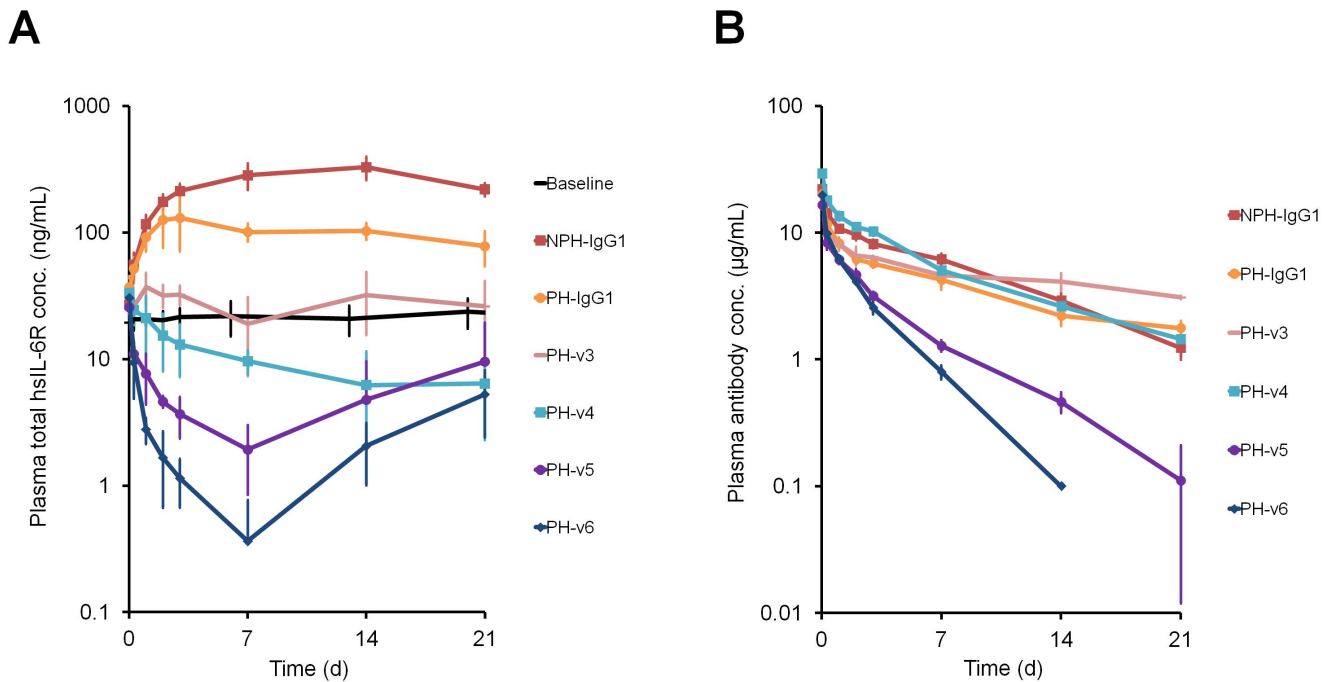 A
Plasma total hsIL-6R conc. (ng/mL)
1000
100
10
1
0.1
0 7 14 21
Time (d)
Baseline
NPH-IgG1
PH-IgG1
PH-v3
PH-v4
PH-v5
PH-v6
B
Plasma antibody conc. (µg/mL)
100
10
1
0.1
0.01
0 7 14 21
Time (d)
NPH-IgG1
PH-IgG1
PH-v3
PH-v4
PH-v5
PH-v6